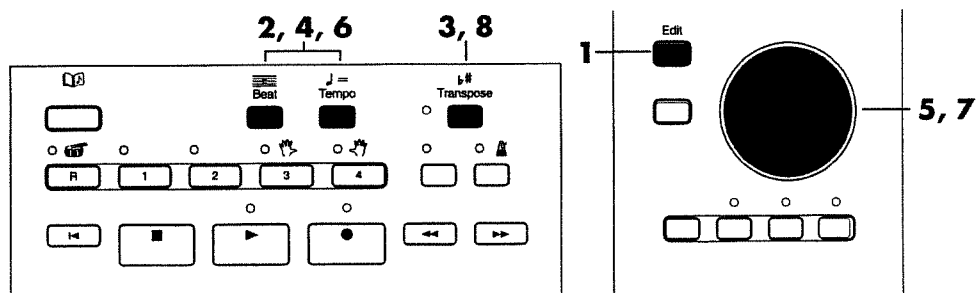 2, 4, 6
3, 8
Edit
1
♩ =
♭#
Beat
Tempo
Transpose
5, 7
R
1
2
3
4